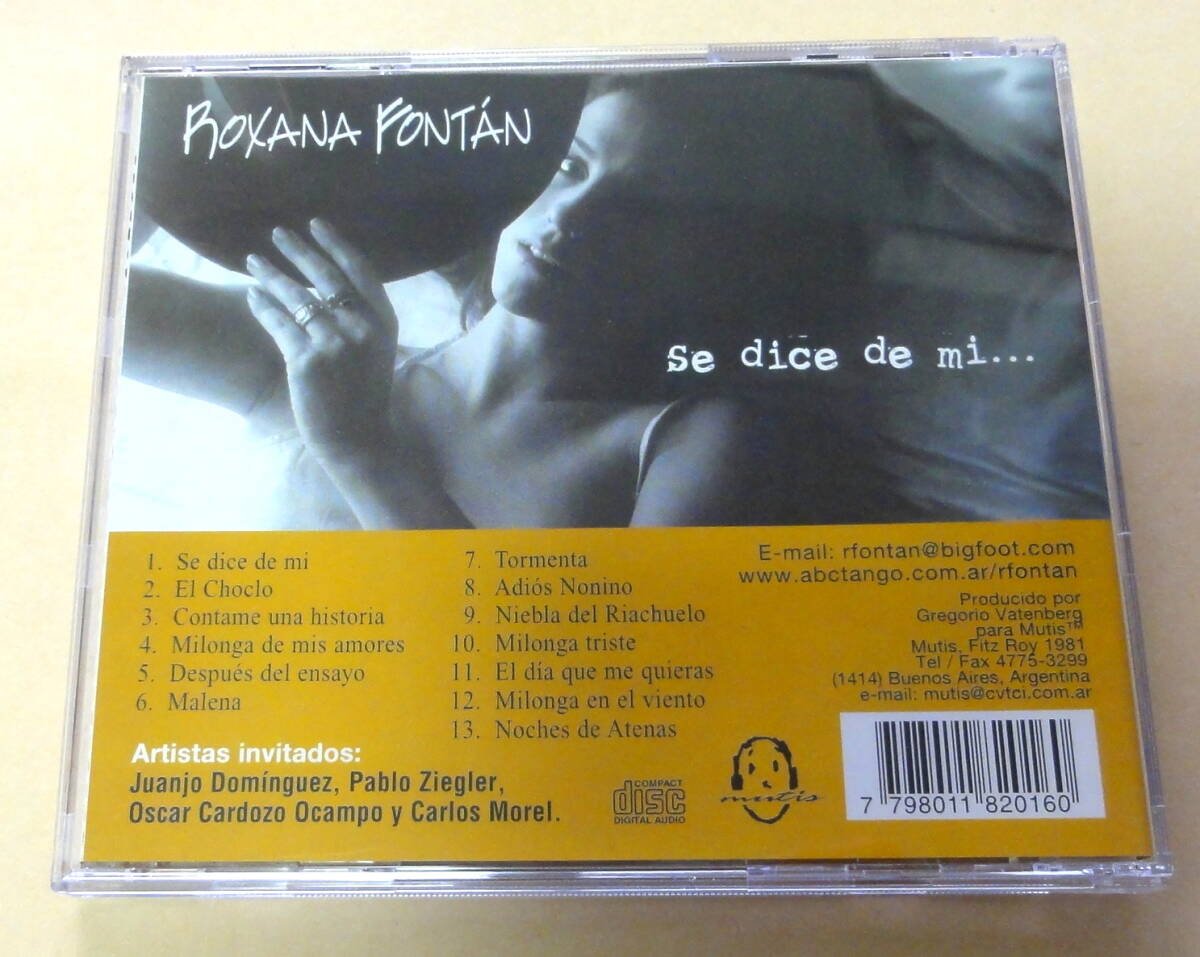 ROXANA FONTÁN
Se dice de mi...
1. Se dice de mi
2. El Choclo
3. Contame una historia
4. Milonga de mis amores
5. Después del ensayo
6. Malena
7. Tormenta
8. Adiós Nonino
9. Niebla del Riachuelo
10. Milonga triste
11. El día que me quieras
12. Milonga en el viento
13. Noches de Atenas
Artistas invitados:
Juanjo Domínguez, Pablo Ziegler,
Oscar Cardozo Ocampo y Carlos Morel.
E-mail: rfontan@bigfoot.com
www.abctango.com.ar/rfontan
Producido por
Gregorio Vatenberg
para Mutis™
Mutis, Fitz Roy 1981
Tel / Fax 4775-3299
(1414) Buenos Aires, Argentina
e-mail: mutis@cvtci.com.ar
COMPACT
disc
DIGITAL AUDIO
mutis
7 798011 820160